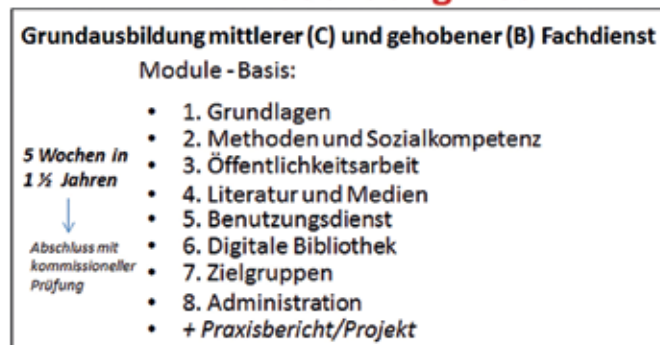 Grundausbildung mittlerer (C) und gehobener (B) Fachdienst
Module - Basis:
• 1. Grundlagen
• 2. Methoden und Sozialkompetenz
• 3. Öffentlichkeitsarbeit
• 4. Literatur und Medien
• 5. Benutzungsdienst
• 6. Digitale Bibliothek
• 7. Zielgruppen
• 8. Administration
• + Praxisbericht/Projekt
5 Wochen in
1 ½ Jahren
Abschluss mit
kommissioneller
Prüfung